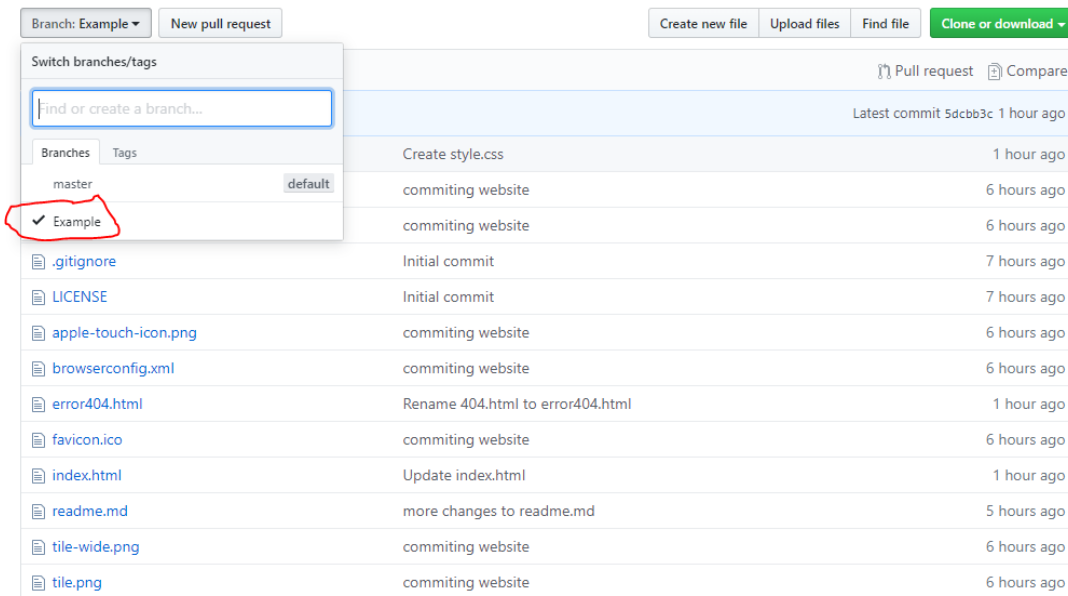 Branch: Example New pull request Create new file Upload files Find file Clone or download
Switch branches/tags
Pull request Compare
Find or create a branch...
Latest commit 5dcbb3c 1 hour ago
Branches Tags
Create style.css 1 hour ago
master default
commiting website 6 hours ago
Example
commiting website 6 hours ago
.gitignore Initial commit 7 hours ago
LICENSE Initial commit 7 hours ago
apple-touch-icon.png commiting website 6 hours ago
browserconfig.xml commiting website 6 hours ago
error404.html Rename 404.html to error404.html 1 hour ago
favicon.ico commiting website 6 hours ago
index.html Update index.html 1 hour ago
readme.md more changes to readme.md 5 hours ago
tile-wide.png commiting website 6 hours ago
tile.png commiting website 6 hours ago